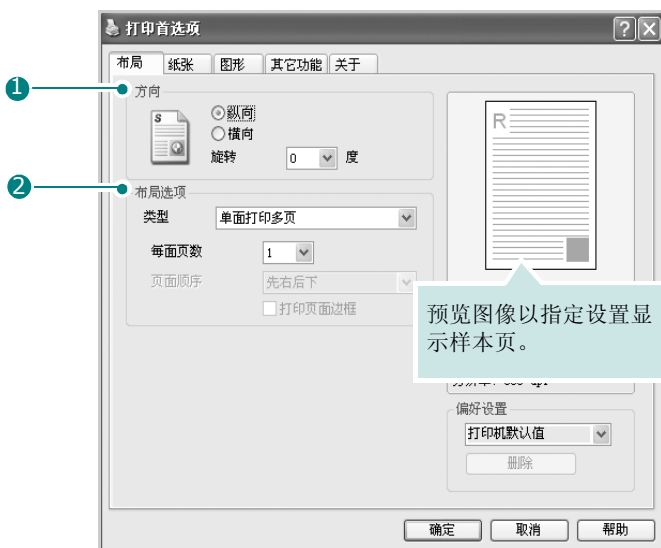 打印首选项
布局 纸张 图形 其它功能 关于
1
方向
S
纵向
横向
旋转 0 度
2
布局选项
类型 单面打印多页
每面页数 1
页面顺序 先右后下
打印页面边框
R
预览图像以指定设置显
示样本页。
偏好设置
打印机默认值
删除
确定 取消 帮助